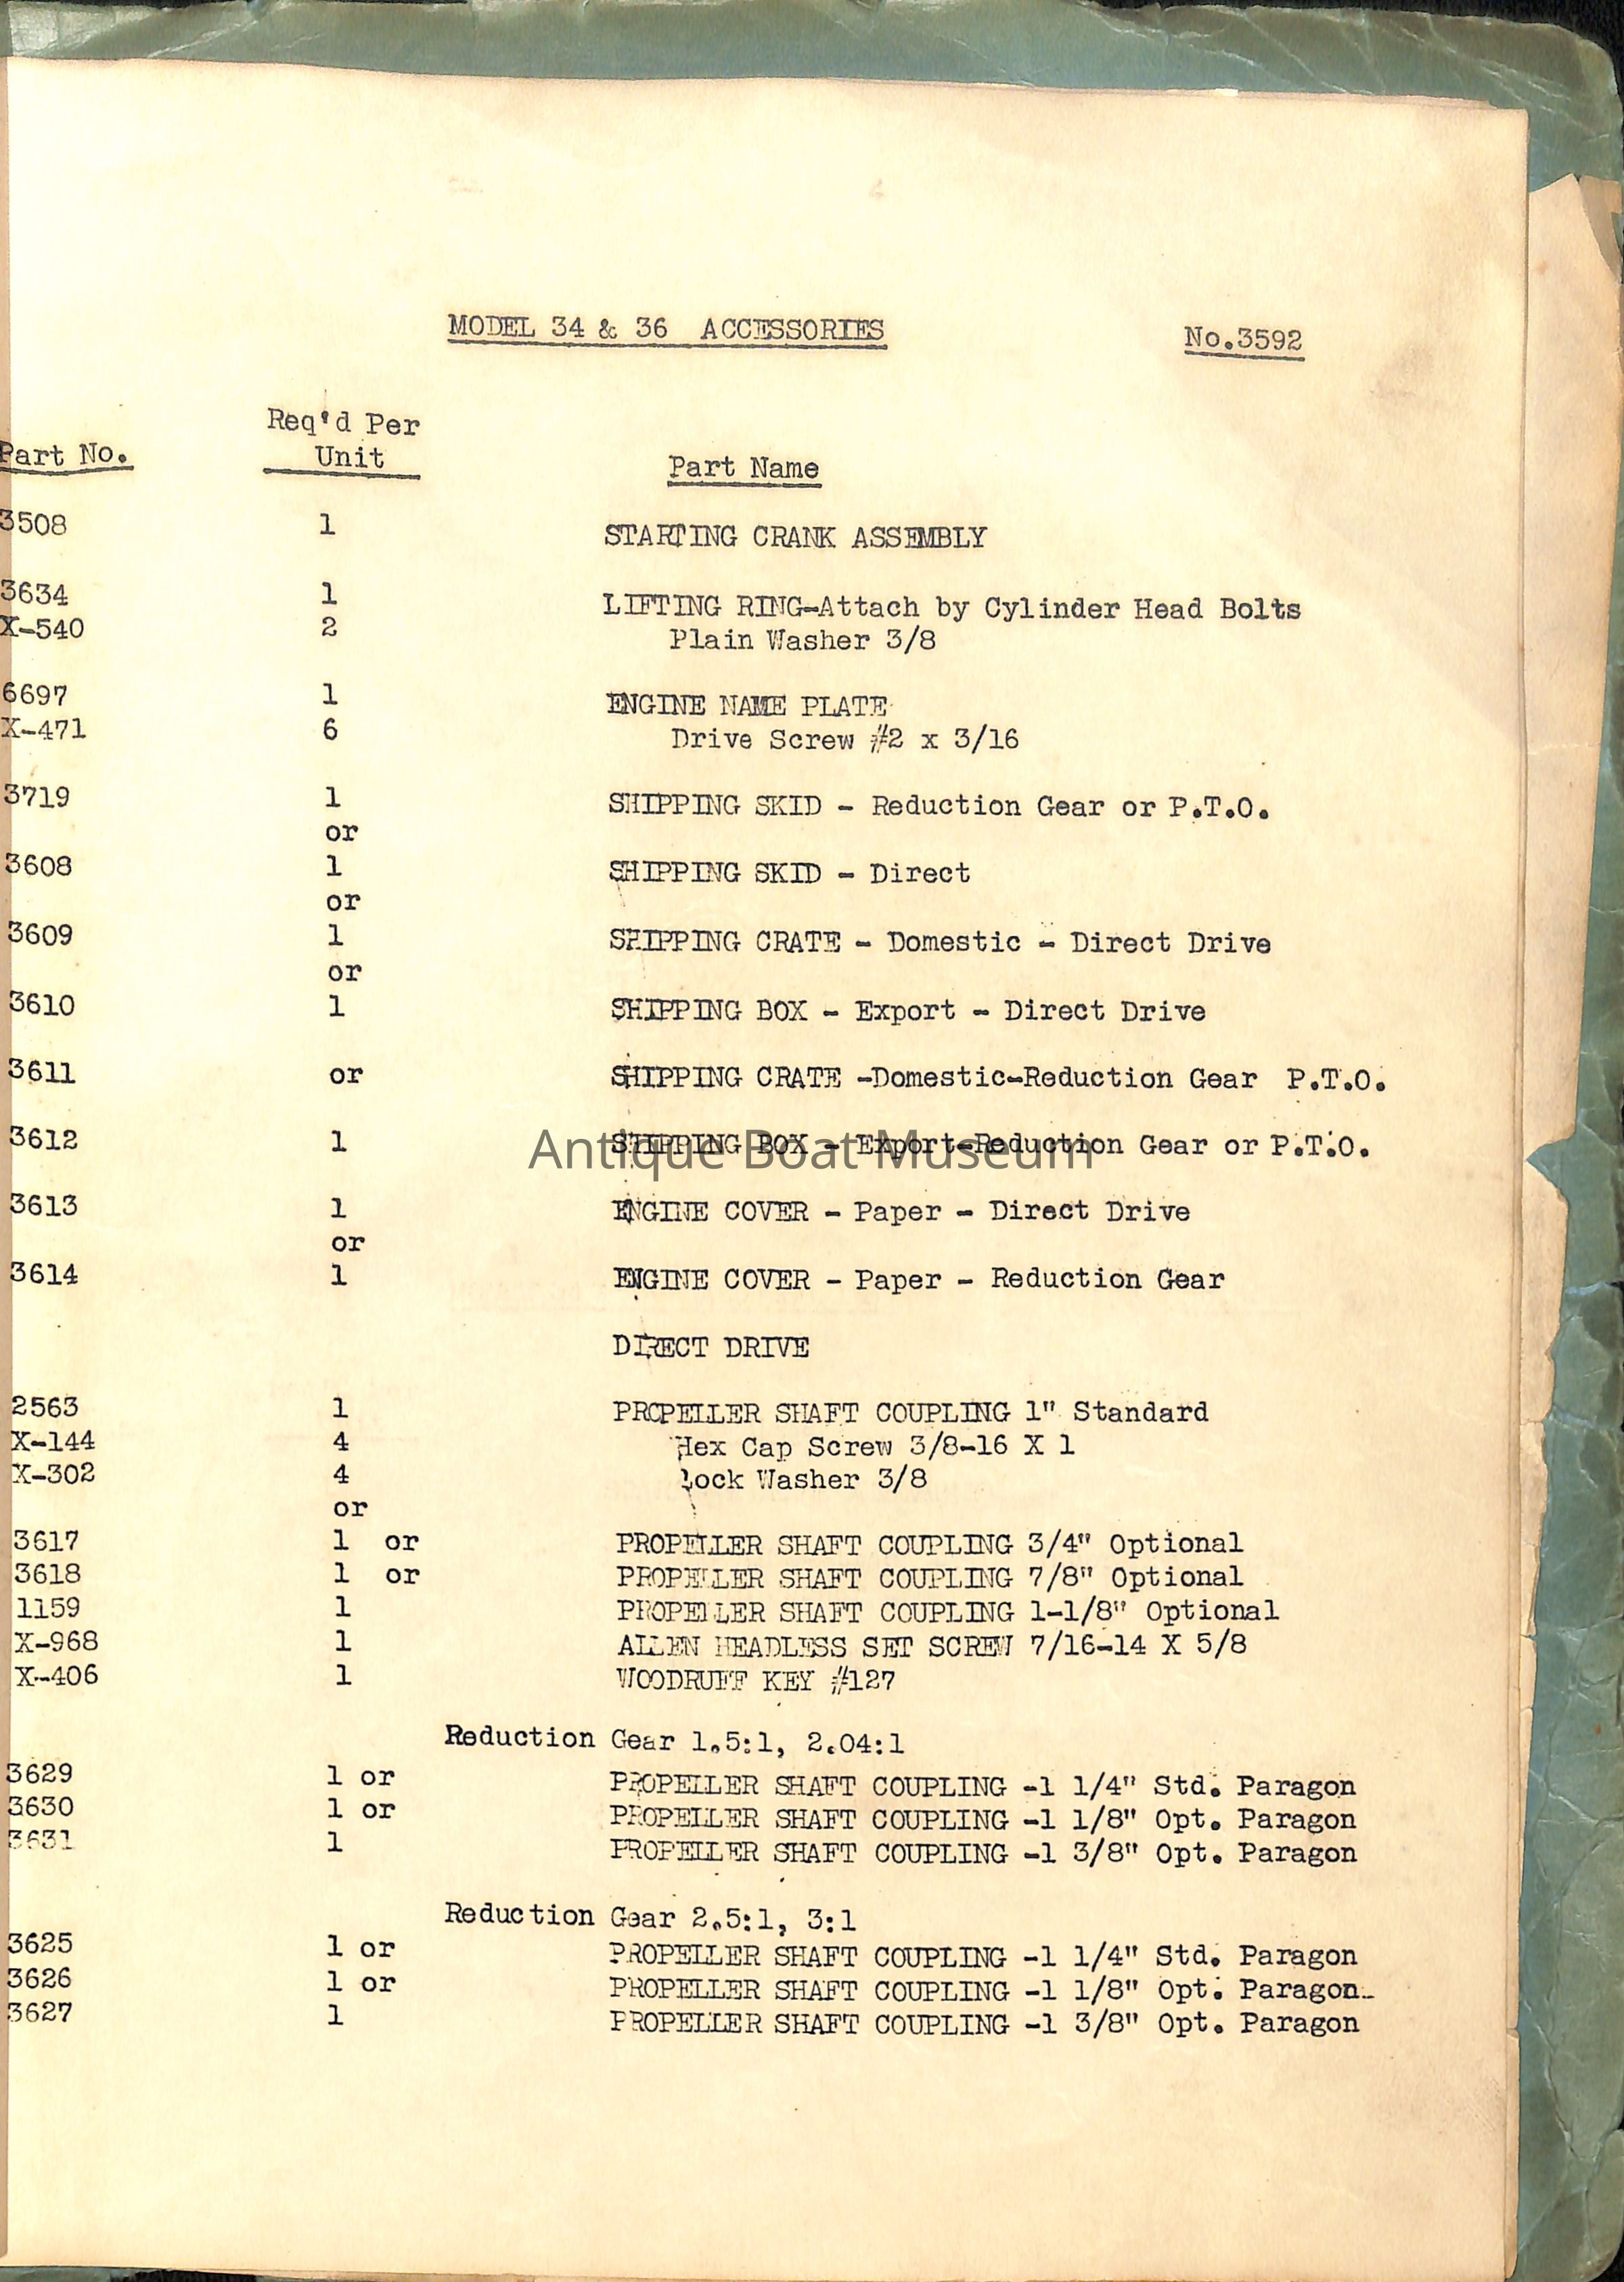 MODEL 34 & 36 ACCESSORIES No.3592
Req'd Per
Part No. Unit Part Name
3508 1 STARTING CRANK ASSEMBLY
3634 1 LIFTING RING-Attach by Cylinder Head Bolts
X-540 2 Plain Washer 3/8
6697 1 ENGINE NAME PLATE
X-471 6 Drive Screw #2 x 3/16
3719 1 SHIPPING SKID - Reduction Gear or P.T.O.
or
3608 1 SHIPPING SKID - Direct
or
3609 1 SHIPPING CRATE - Domestic - Direct Drive
or
3610 1 SHIPPING BOX - Export - Direct Drive
3611 or SHIPPING CRATE -Domestic-Reduction Gear P.T.O.
3612 1 SHIPPING BOX - Export-Reduction Gear or P.T.O.
Antique Boat Museum
3613 1 ENGINE COVER - Paper - Direct Drive
or
3614 1 ENGINE COVER - Paper - Reduction Gear
DIRECT DRIVE
2563 1 PROPELLER SHAFT COUPLING 1" Standard
X-144 4 Hex Cap Screw 3/8-16 X 1
X-302 4 Lock Washer 3/8
or
3617 1 or PROPELLER SHAFT COUPLING 3/4" Optional
3618 1 or PROPELLER SHAFT COUPLING 7/8" Optional
1159 1 PROPELLER SHAFT COUPLING 1-1/8" Optional
X-968 1 ALLEN HEADLESS SET SCREW 7/16-14 X 5/8
X-406 1 WOODRUFF KEY #127
Reduction Gear 1.5:1, 2.04:1
3629 1 or PROPELLER SHAFT COUPLING -1 1/4" Std. Paragon
3630 1 or PROPELLER SHAFT COUPLING -1 1/8" Opt. Paragon
3631 1 PROPELLER SHAFT COUPLING -1 3/8" Opt. Paragon
Reduction Gear 2.5:1, 3:1
3625 1 or PROPELLER SHAFT COUPLING -1 1/4" Std. Paragon
3626 1 or PROPELLER SHAFT COUPLING -1 1/8" Opt. Paragon
3627 1 PROPELLER SHAFT COUPLING -1 3/8" Opt. Paragon